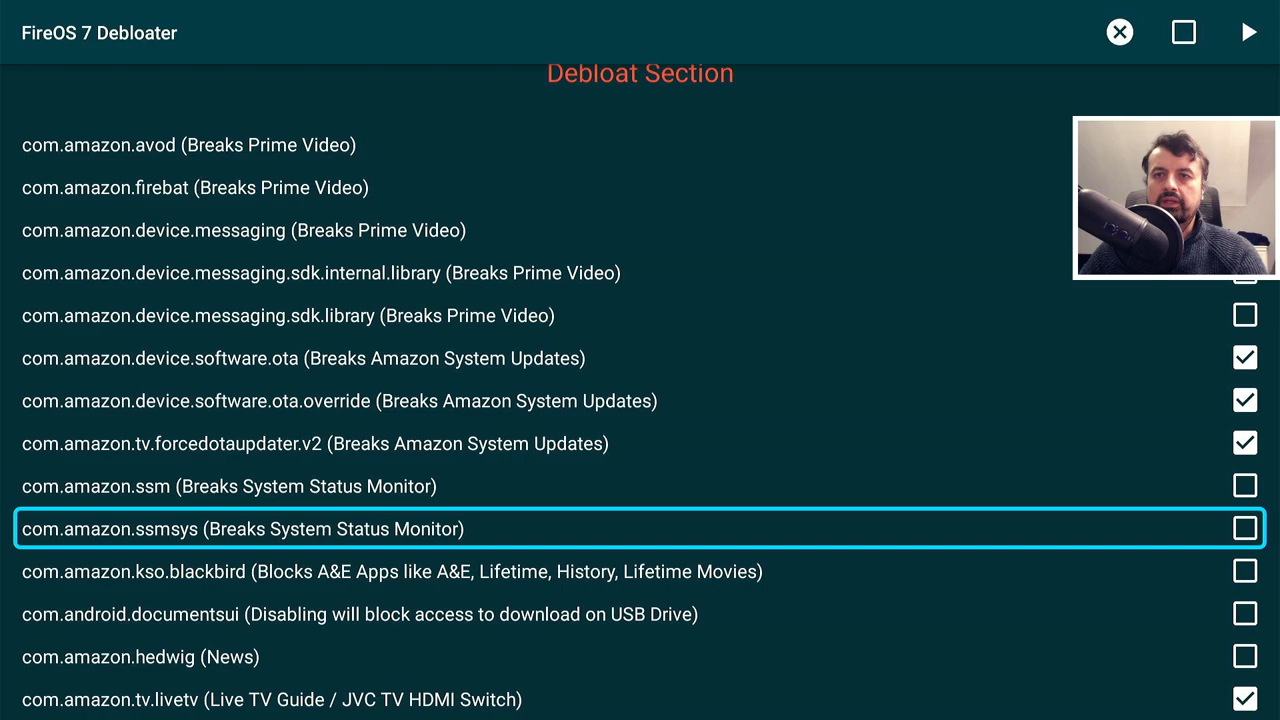 FireOS 7 Debloater
Debloat Section
com.amazon.avod (Breaks Prime Video)
com.amazon.firebat (Breaks Prime Video)
com.amazon.device.messaging (Breaks Prime Video)
com.amazon.device.messaging.sdk.internal.library (Breaks Prime Video)
com.amazon.device.messaging.sdk.library (Breaks Prime Video)
com.amazon.device.software.ota (Breaks Amazon System Updates)
com.amazon.device.software.ota.override (Breaks Amazon System Updates)
com.amazon.tv.forcedotaupdater.v2 (Breaks Amazon System Updates)
com.amazon.ssm (Breaks System Status Monitor)
com.amazon.ssmsys (Breaks System Status Monitor)
com.amazon.kso.blackbird (Blocks A&E Apps like A&E, Lifetime, History, Lifetime Movies)
com.android.documentsui (Disabling will block access to download on USB Drive)
com.amazon.hedwig (News)
com.amazon.tv.livetv (Live TV Guide / JVC TV HDMI Switch)